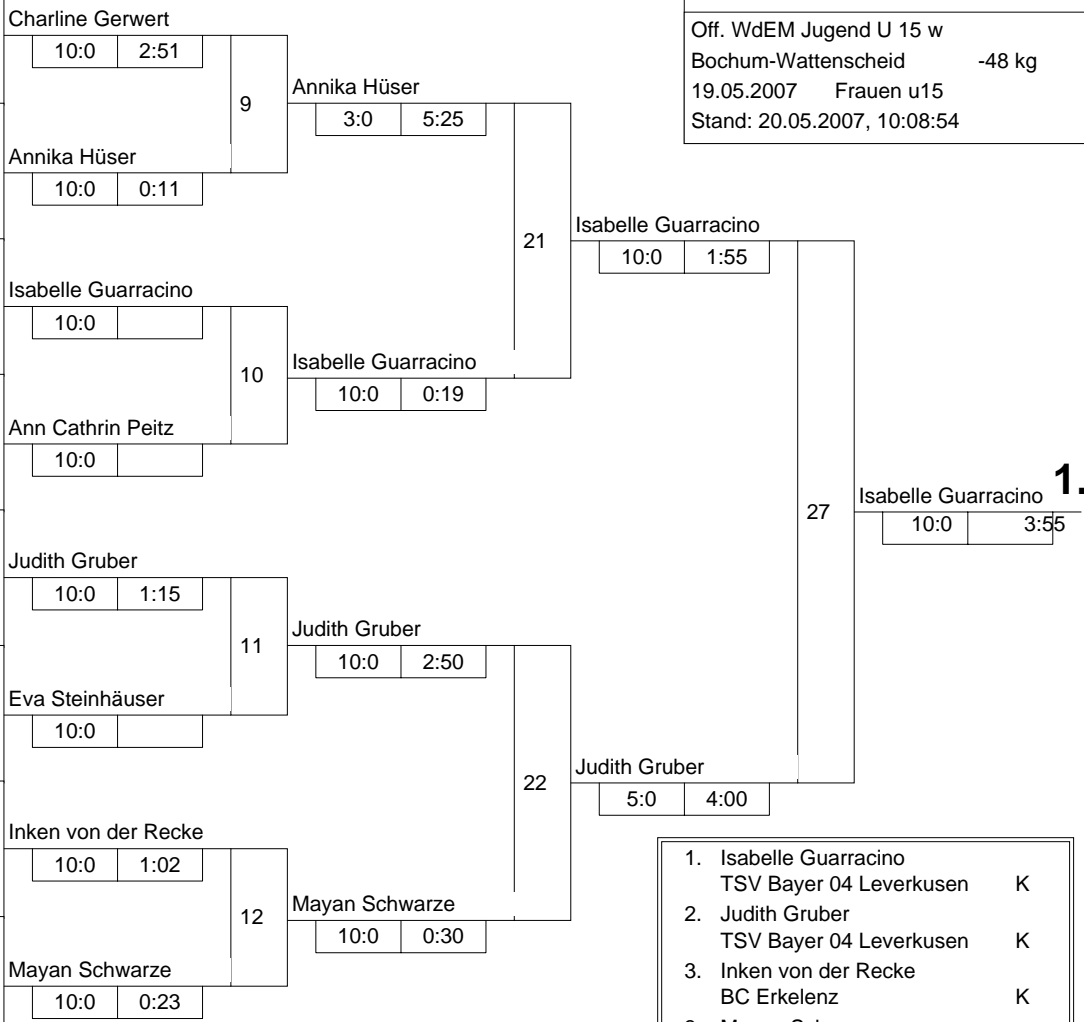 Off. WdEM Jugend U 15 w
Bochum-Wattenscheid -48 kg
19.05.2007 Frauen u15
Stand: 20.05.2007, 10:08:54
Charline Gerwert
10:0 2:51
9
Annika Hüser
3:0 5:25
Annika Hüser
10:0 0:11
21
Isabelle Guarracino
10:0 1:55
Isabelle Guarracino
10:0
10
Isabelle Guarracino
10:0 0:19
Ann Cathrin Peitz
10:0
27
Isabelle Guarracino 1.
10:0 3:55
Judith Gruber
10:0 1:15
11
Judith Gruber
10:0 2:50
Eva Steinhäuser
10:0
22
Judith Gruber
5:0 4:00
Inken von der Recke
10:0 1:02
12
Mayan Schwarze
10:0 0:30
Mayan Schwarze
10:0 0:23
1. Isabelle Guarracino
TSV Bayer 04 Leverkusen K
2. Judith Gruber
TSV Bayer 04 Leverkusen K
3. Inken von der Recke
BC Erkelenz K